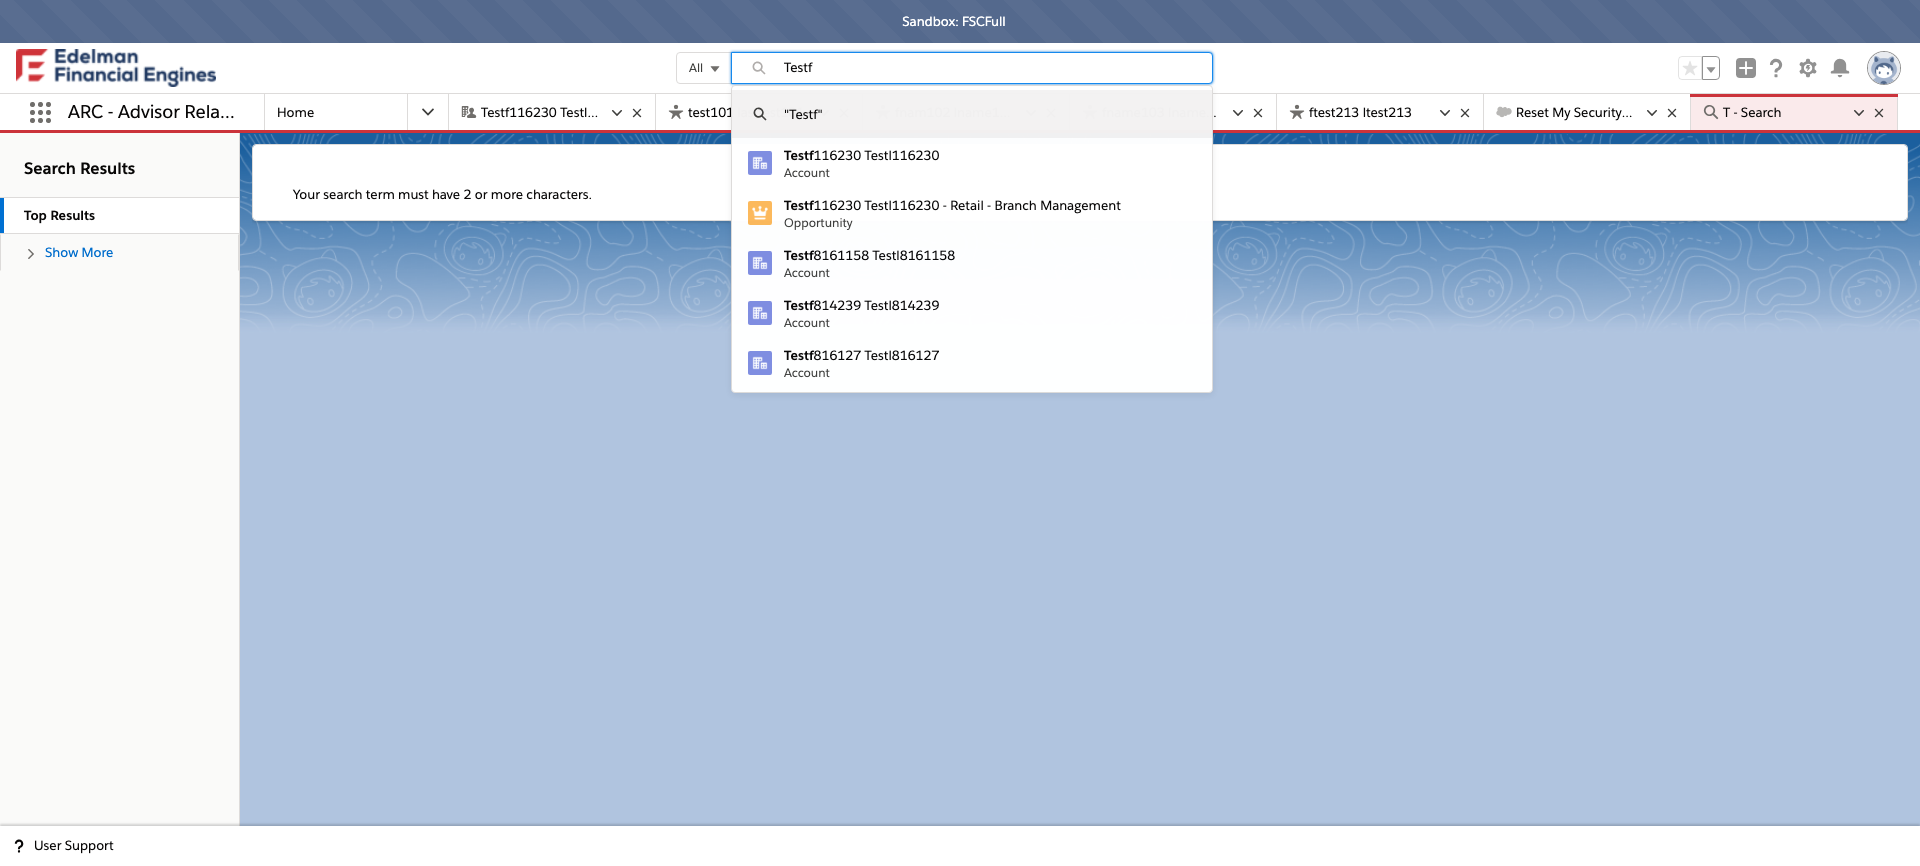 Sandbox: FSCFull
Edelman
Financial Engines
All
Testf
ARC - Advisor Rela...
Home
Testf116230 Testl...
test101
ftest213 ltest213
Reset My Security...
T - Search
"Testf"
Testf116230 Testl116230
Account
Testf116230 Testl116230 - Retail - Branch Management
Opportunity
Testf8161158 Testl8161158
Account
Testf814239 Testl814239
Account
Testf816127 Testl816127
Account
Search Results
Top Results
Show More
Your search term must have 2 or more characters.
? User Support